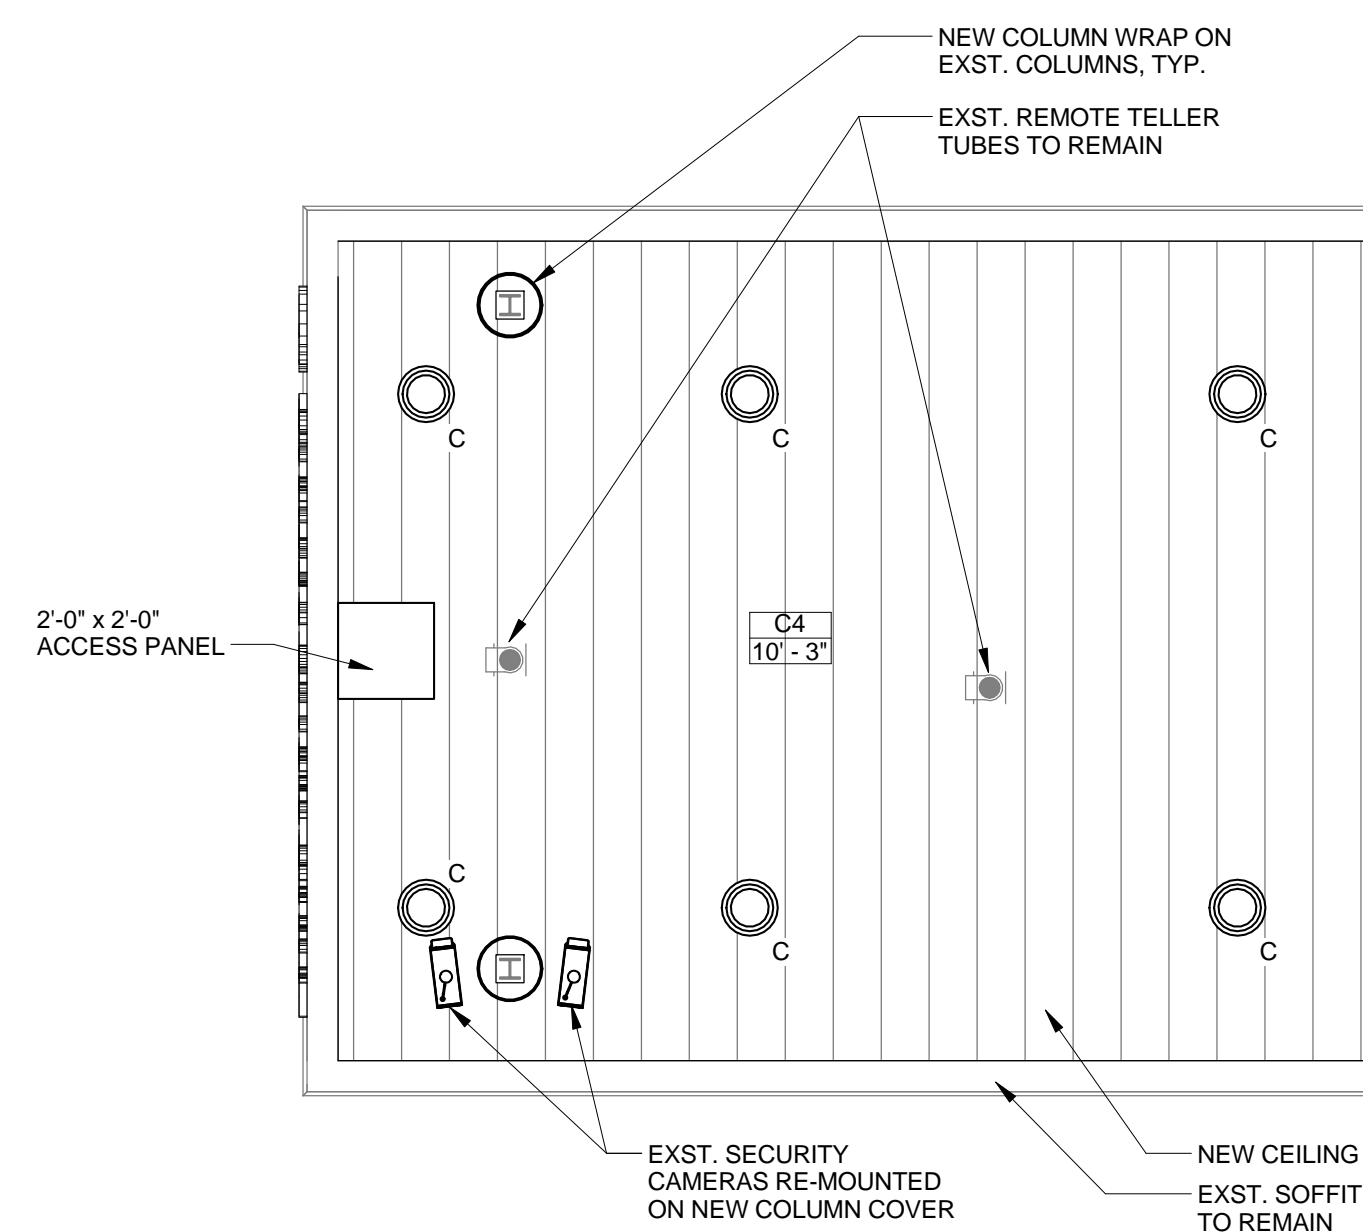 NEW COLUMN WRAP ON
EXST. COLUMNS, TYP.
EXST. REMOTE TELLER
TUBES TO REMAIN
C
C
C
2'-0" x 2'-0"
ACCESS PANEL
C4
10' - 3"
C
C
C
EXST. SECURITY
CAMERAS RE-MOUNTED
ON NEW COLUMN COVER
NEW CEILING
EXST. SOFFIT
TO REMAIN